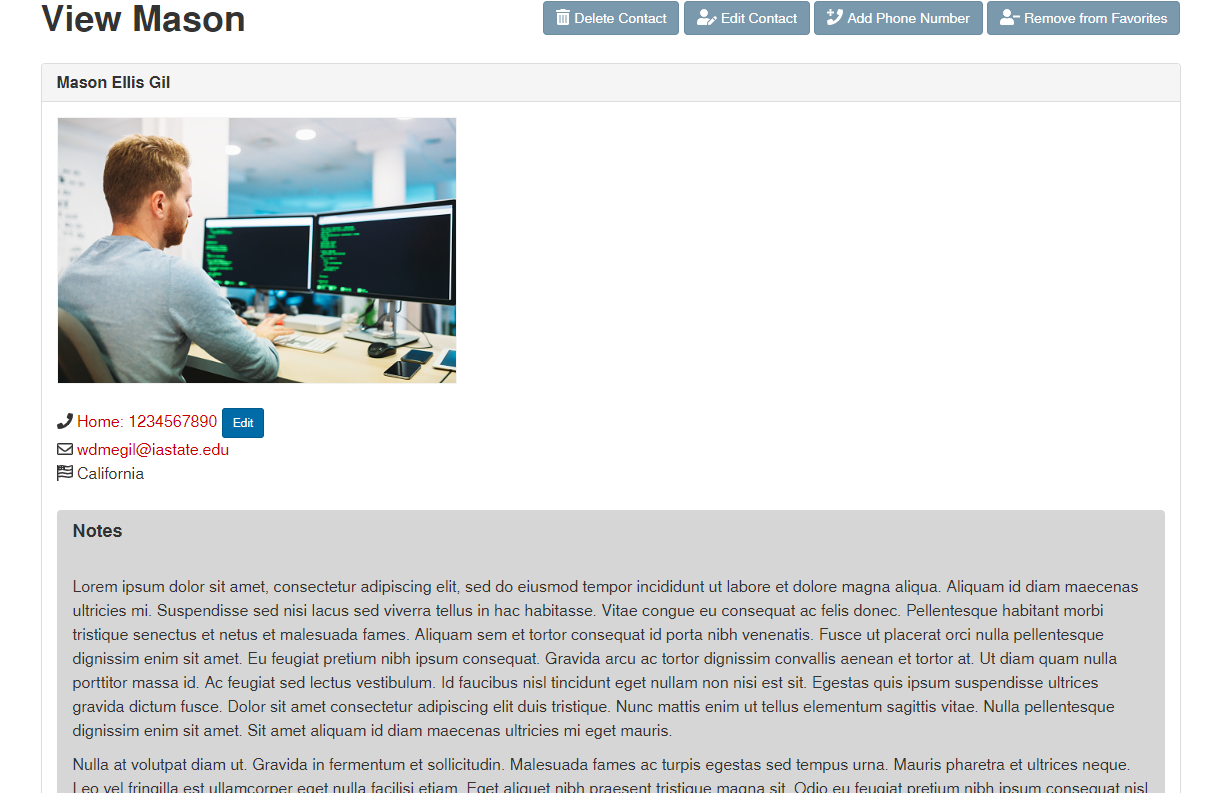 View Mason
Delete Contact
Edit Contact
Add Phone Number
Remove from Favorites
Mason Ellis Gil
Home: 1234567890
Edit
wdmegil@iastate.edu
California
Notes
Lorem ipsum dolor sit amet, consectetur adipiscing elit, sed do eiusmod tempor incididunt ut labore et dolore magna aliqua. Aliquam id diam maecenas
ultricies mi. Suspendisse sed nisi lacus sed viverra tellus in hac habitasse. Vitae congue eu consequat ac felis donec. Pellentesque habitant morbi
tristique senectus et netus et malesuada fames. Aliquam sem et tortor consequat id porta nibh venenatis. Fusce ut placerat orci nulla pellentesque
dignissim enim sit amet. Eu feugiat pretium nibh ipsum consequat. Gravida arcu ac tortor dignissim convallis aenean et tortor at. Ut diam quam nulla
porttitor massa id. Ac feugiat sed lectus vestibulum. Id faucibus nisl tincidunt eget nullam non nisi est sit. Egestas quis ipsum suspendisse ultrices
gravida dictum fusce. Dolor sit amet consectetur adipiscing elit duis tristique. Nunc mattis enim ut tellus elementum sagittis vitae. Nulla pellentesque
dignissim enim sit amet. Sit amet aliquam id diam maecenas ultricies mi eget mauris.
Nulla at volutpat diam ut. Gravida in fermentum et sollicitudin. Malesuada fames ac turpis egestas sed tempus urna. Mauris pharetra et ultrices neque.
Leo vel fringilla est ullamcorper eget nulla facilisi etiam. Eget aliquet nibh praesent tristique magna sit. Odio eu feugiat pretium nibh ipsum consequat nisl